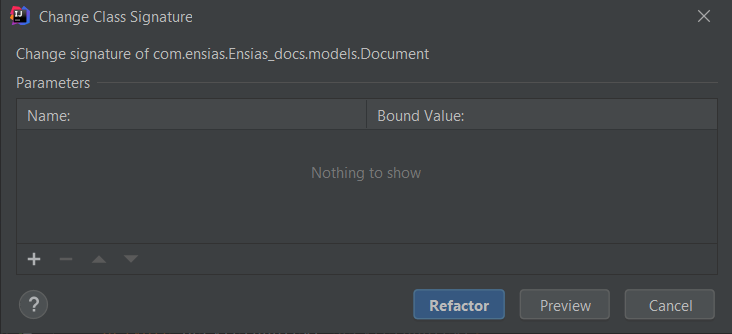 Change Class Signature
Change signature of com.ensias.Ensias_docs.models.Document
Parameters
Name: Bound Value:
Nothing to show
? Refactor Preview Cancel